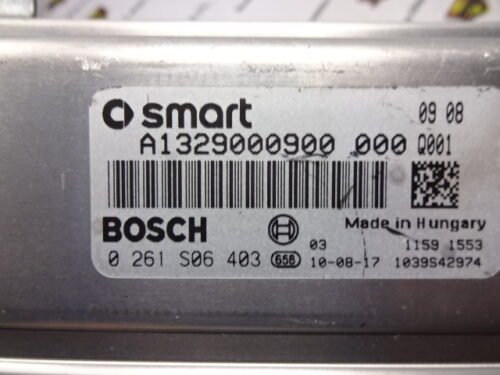 smart 09 08
A1329000900 000 Q001
BOSCH Made in Hungary
03 1159 1553
0 261 S06 403 658 10-08-17 1039S42974